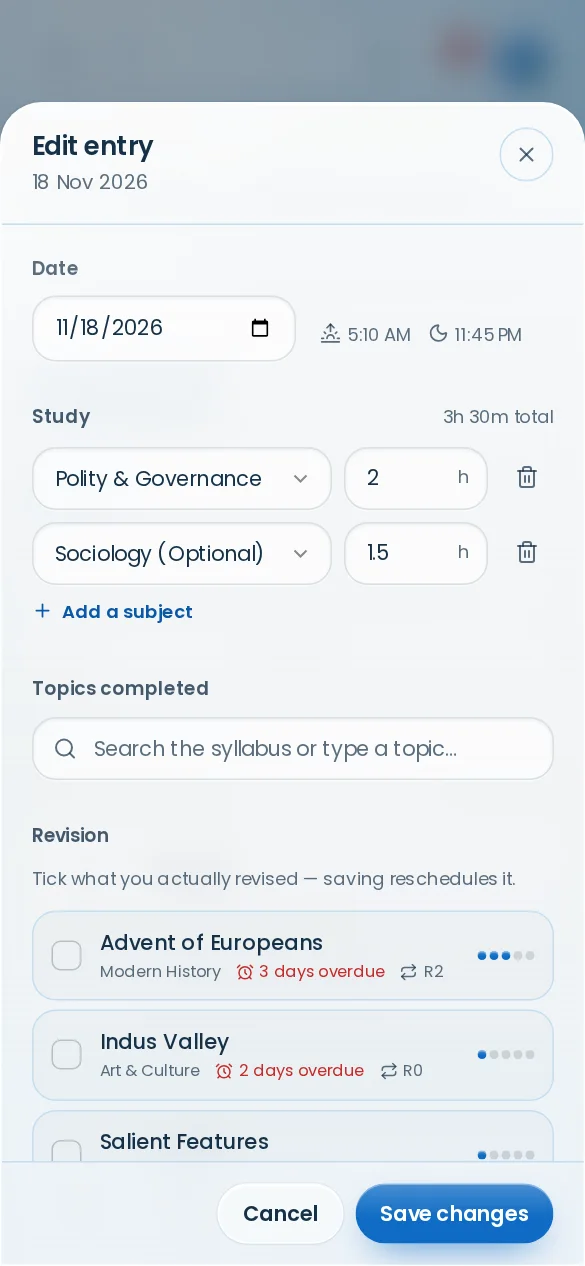 Edit entry
18 Nov 2026
Date
11/18/2026
5:10 AM 11:45 PM
Study 3h 30m total
Polity & Governance 2 h
Sociology (Optional) 1.5 h
+ Add a subject
Topics completed
Search the syllabus or type a topic...
Revision
Tick what you actually revised — saving reschedules it.
Advent of Europeans
Modern History 3 days overdue R2
Indus Valley
Art & Culture 2 days overdue R0
Salient Features
Cancel Save changes